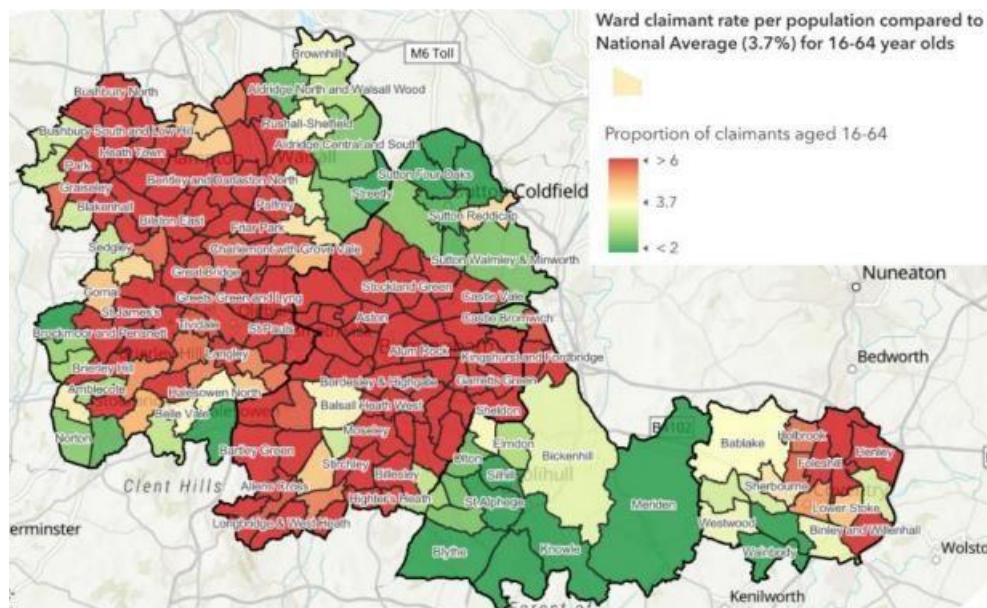 Ward claimant rate per population compared to
National Average (3.7%) for 16-64 year olds
Proportion of claimants aged 16-64
> 6
3.7
< 2
M6 Toll
Brownhills
Bushbury North
Aldridge North and Walsall Wood
Rushall-Shelfield
Bushbury South and Low Hill
Aldridge Central and South
Heath Town
Walsall
Park
Sutton Four Oaks
Bentley and Darlaston North
Graiseley
Streetly
Coldfield
Blakenhall
Palfrey
Sutton Reddicap
Bilston East
Friar Park
Sedgley
Charlemont with Grove Vale
Sutton Walmley & Minworth
Great Bridge
Nuneaton
Stockland Green
Gornal
Greets Green and Lyng
Castle Vale
St James's
Aston
Castle Bromwich
Brockmoor and Pensnett
Tividale
St Pauls
Alum Rock
Kingshurst and Fordbridge
Bedworth
Brierley Hill
Langley
Bordesley & Highgate
Garretts Green
Amblecote
Halesowen North
Belle Vale
Balsall Heath West
Sheldon
Holbrook
Norton
Moseley
Elmdon
Bickenhill
Bablake
Henley
Foleshill
Bartley Green
Olton
Clent Hills
Stirchley
Billesley
Silhill
Sherbourne
Allens Cross
Highter's Heath
St Alphege
Meriden
Lower Stoke
erminster
Longbridge & West Heath
Westwood
Binley and Willenhall
Blythe
Knowle
Wainbody
Wolsto
Kenilworth
Forest of